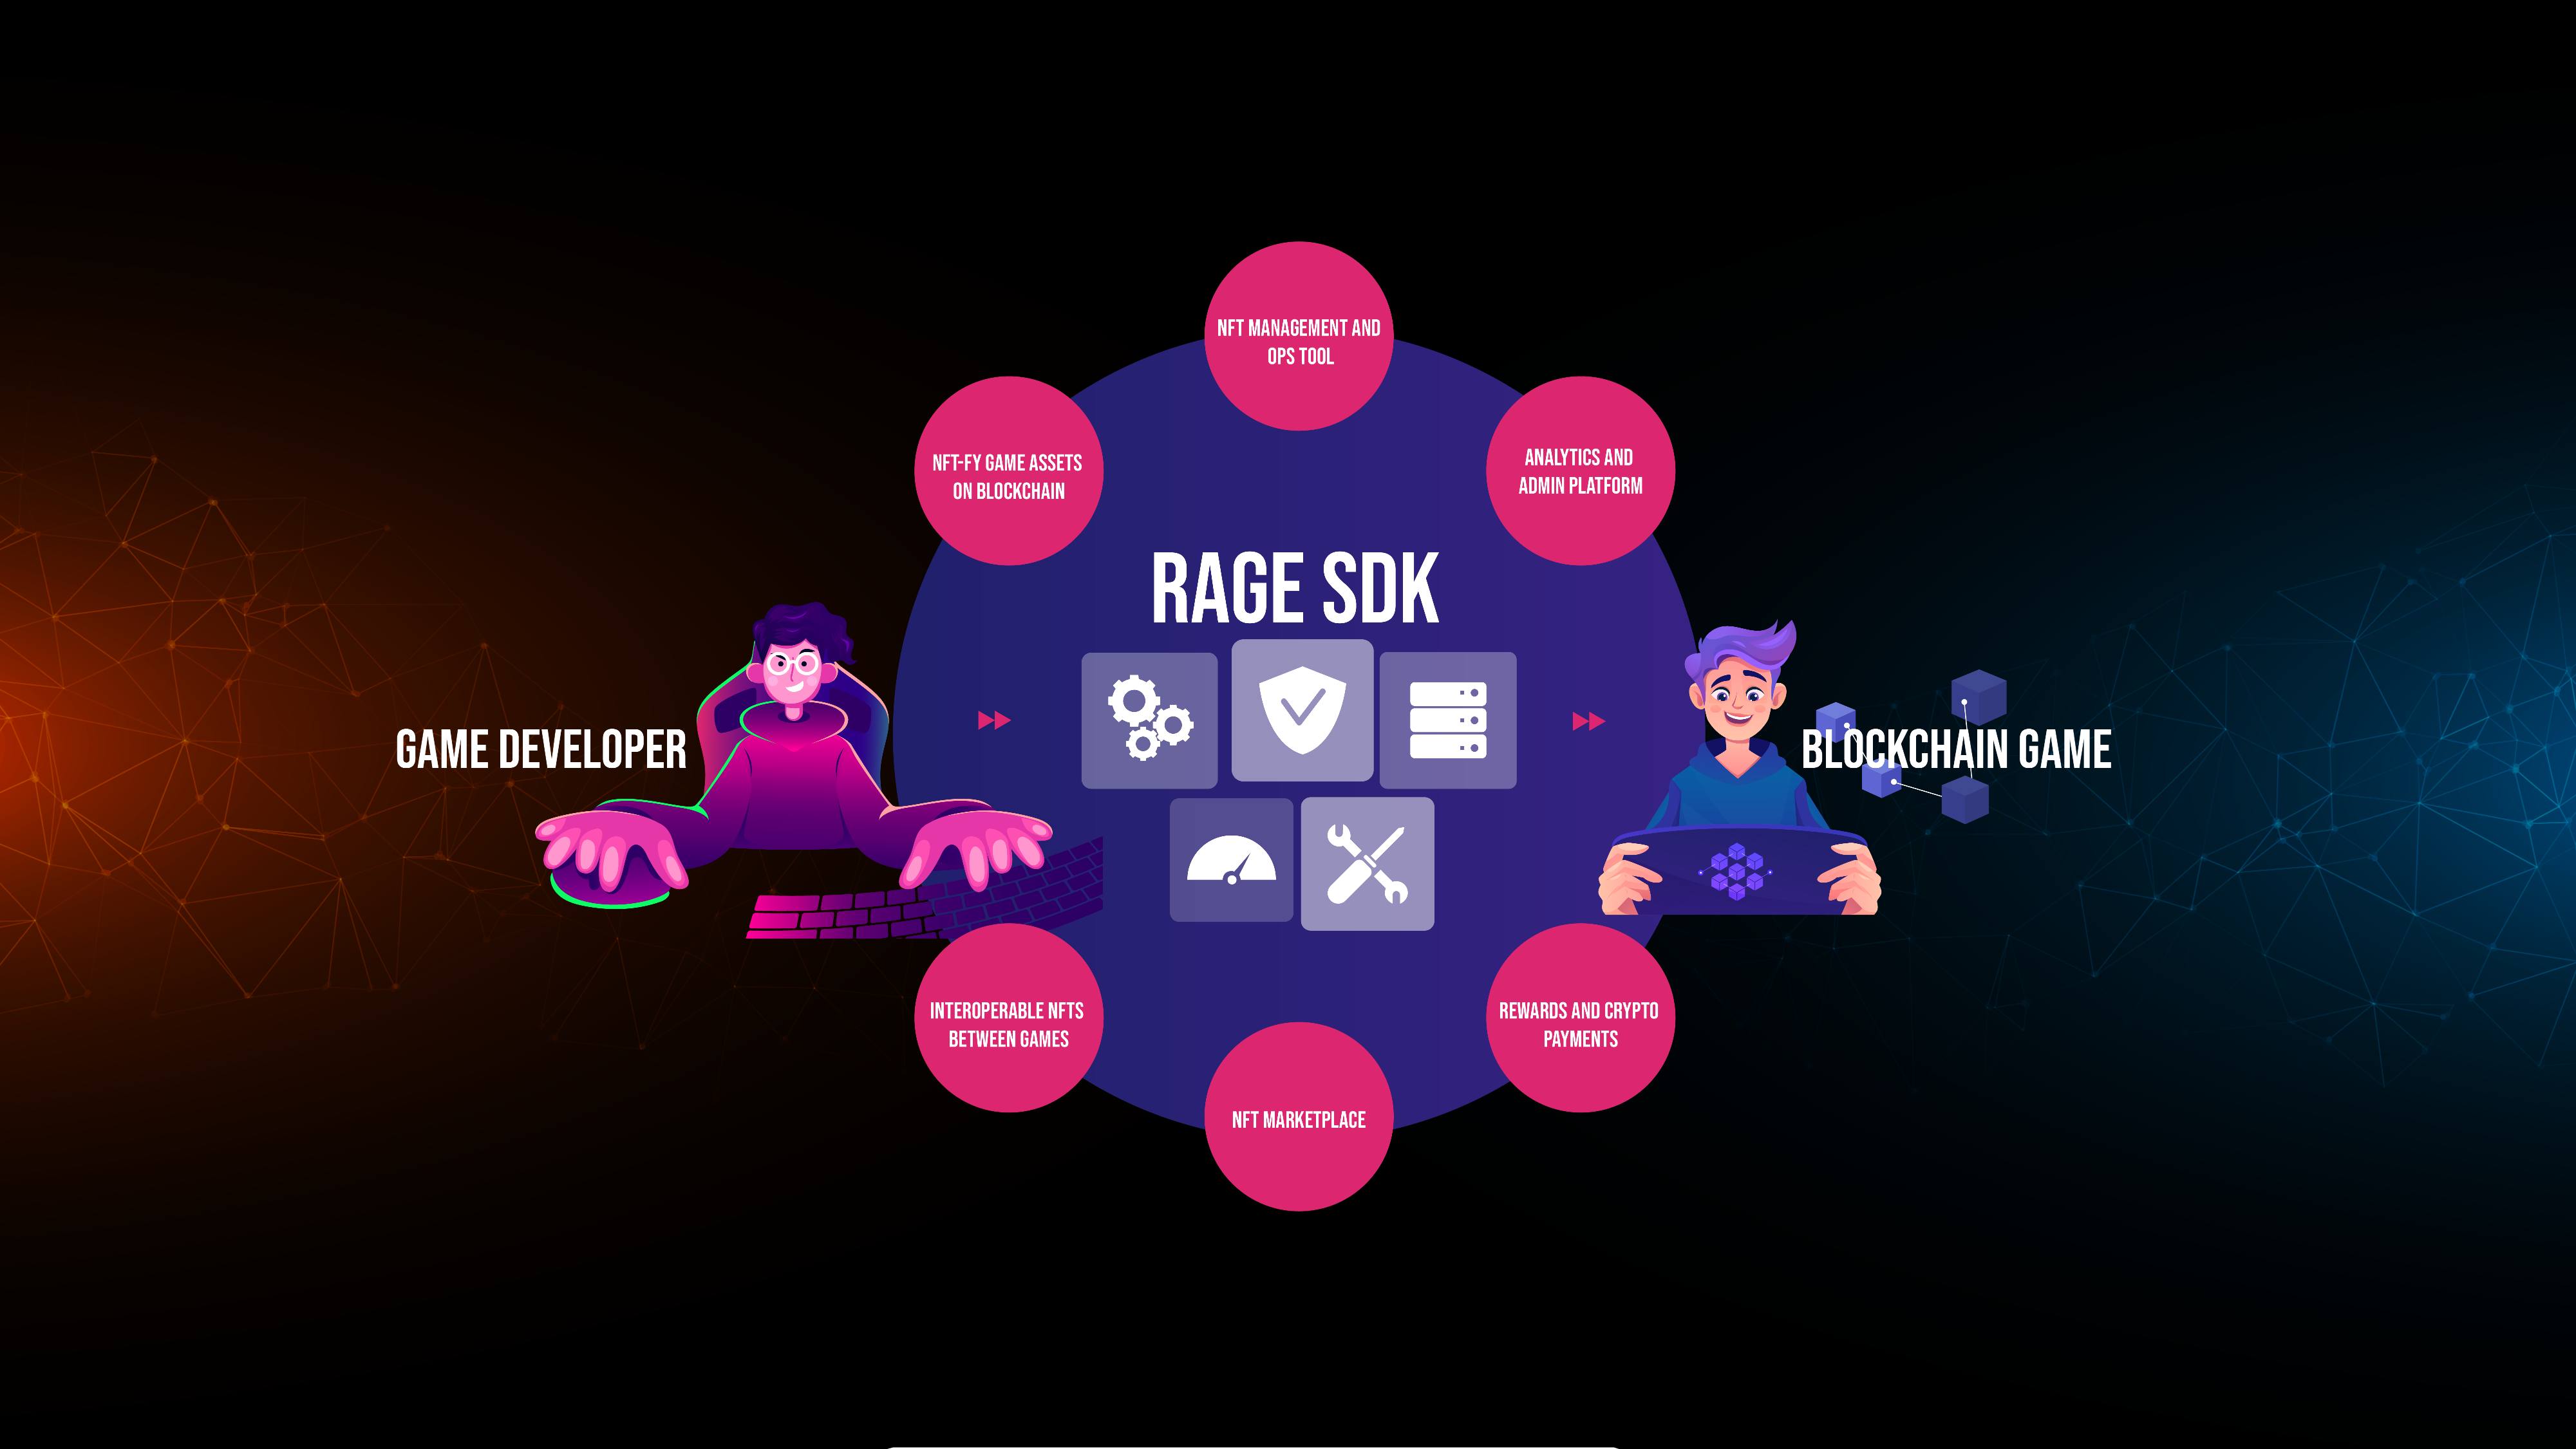 NFT MANAGEMENT AND
OPS TOOL
NFT-FY GAME ASSETS
ON BLOCKCHAIN
ANALYTICS AND
ADMIN PLATFORM
RAGE SDK
GAME DEVELOPER
BLOCKCHAIN GAME
INTEROPERABLE NFTS
BETWEEN GAMES
REWARDS AND CRYPTO
PAYMENTS
NFT MARKETPLACE